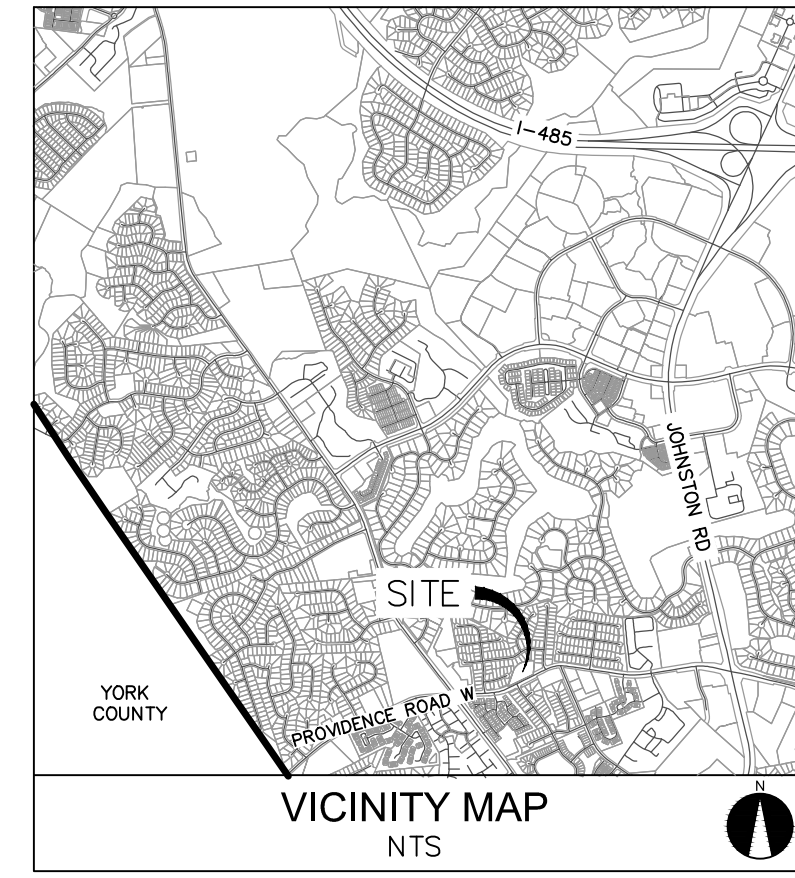 I-485
JOHNSTON RD
SITE
YORK
COUNTY
PROVIDENCE ROAD W
VICINITY MAP
NTS
N